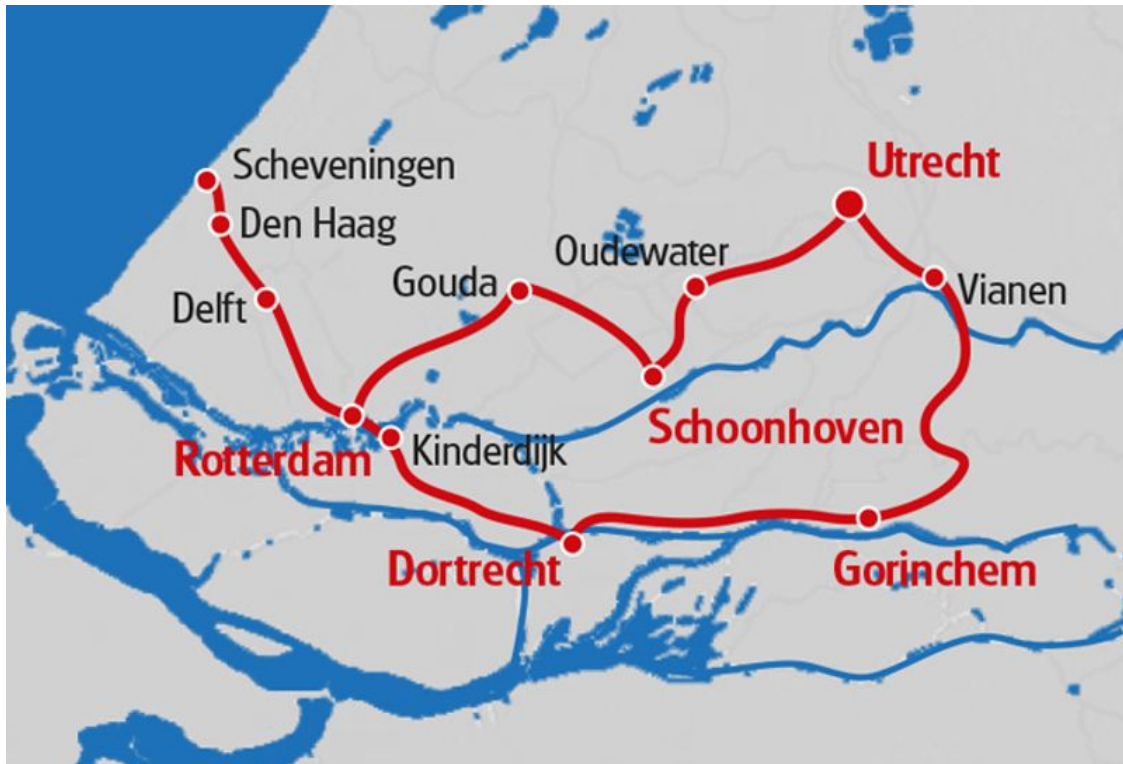 Utrecht
Scheveningen
Den Haag
Oudewater
Gouda
Vianen
Delft
Schoonhoven
Rotterdam
Kinderdijk
Dortrecht
Gorinchem